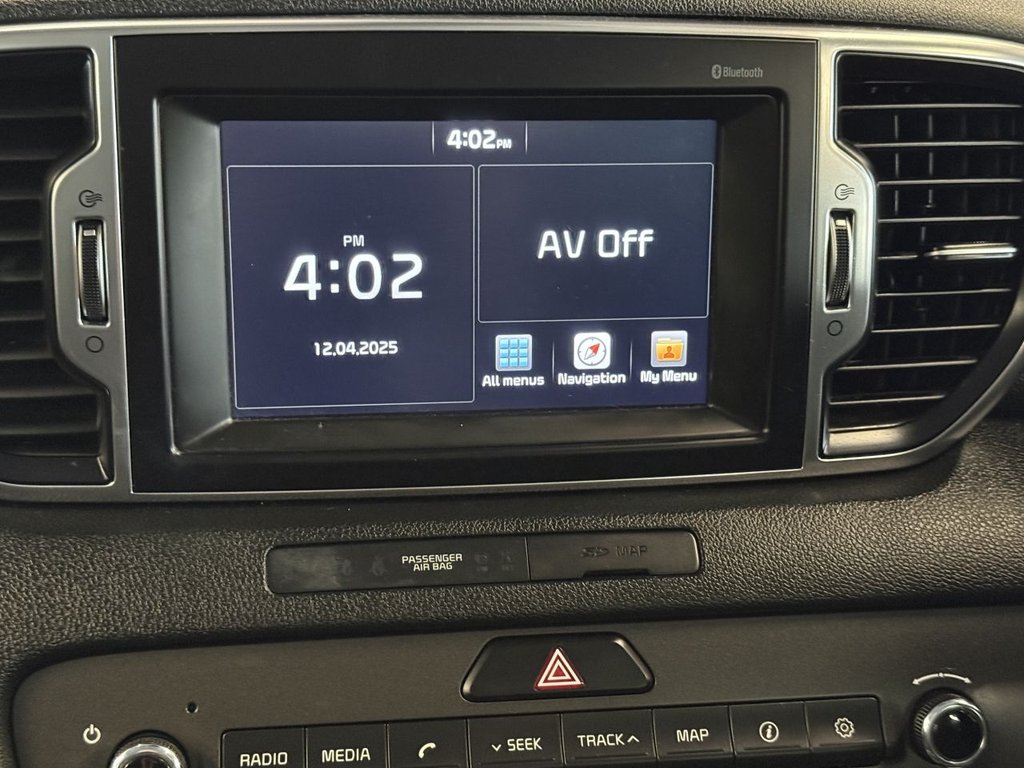 Bluetooth
4:02PM
PM
4:02
12.04.2025
AV Off
All menus
Navigation
My Menu
PASSENGER
AIR BAG
SD MAP
RADIO
MEDIA
SEEK
TRACK
MAP